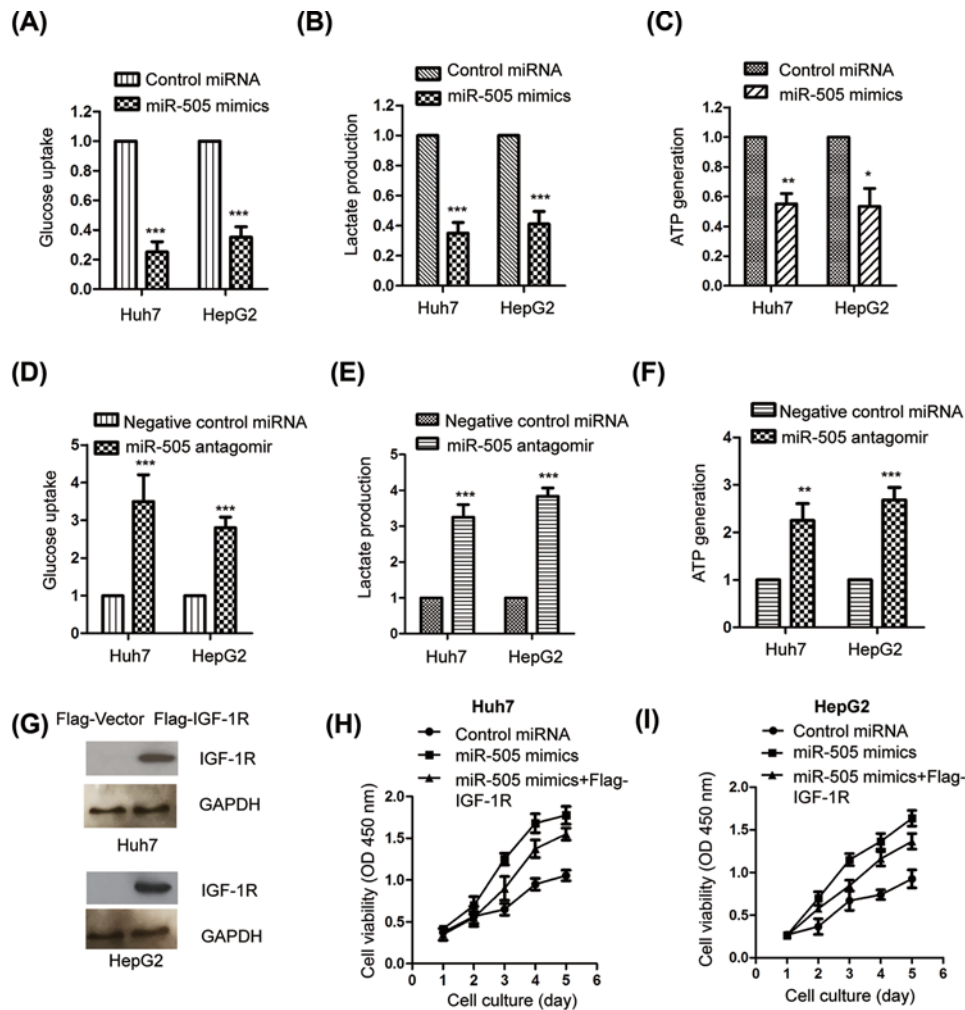 (A)
Control miRNA
miR-505 mimics
Glucose uptake
1.2
1.0
0.8
0.6
0.4
0.2
0.0
***
***
Huh7 HepG2
(B)
Control miRNA
miR-505 mimics
Lactate production
1.2
1.0
0.8
0.6
0.4
0.2
0.0
***
***
Huh7 HepG2
(C)
Control miRNA
miR-505 mimics
ATP generation
1.2
1.0
0.8
0.6
0.4
0.2
0.0
**
*
Huh7 HepG2
(D)
Negative control miRNA
miR-505 antagomir
Glucose uptake
5
4
3
2
1
0
***
***
Huh7 HepG2
(E)
Negative control miRNA
miR-505 antagomir
Lactate production
5
4
3
2
1
0
***
***
Huh7 HepG2
(F)
Negative control miRNA
miR-505 antagomir
ATP generation
4
3
2
1
0
**
***
Huh7 HepG2
(G)
Flag-Vector Flag-IGF-1R
IGF-1R
GAPDH
Huh7
IGF-1R
GAPDH
HepG2
(H)
Huh7
Control miRNA
miR-505 mimics
miR-505 mimics+Flag-
IGF-1R
Cell viability (OD 450 nm)
2.0
1.5
1.0
0.5
0.0
0 1 2 3 4 5 6
Cell culture (day)
(I)
HepG2
Control miRNA
miR-505 mimics
miR-505 mimics+Flag-
IGF-1R
Cell viability (OD 450 nm)
2.0
1.5
1.0
0.5
0.0
0 1 2 3 4 5 6
Cell culture (day)